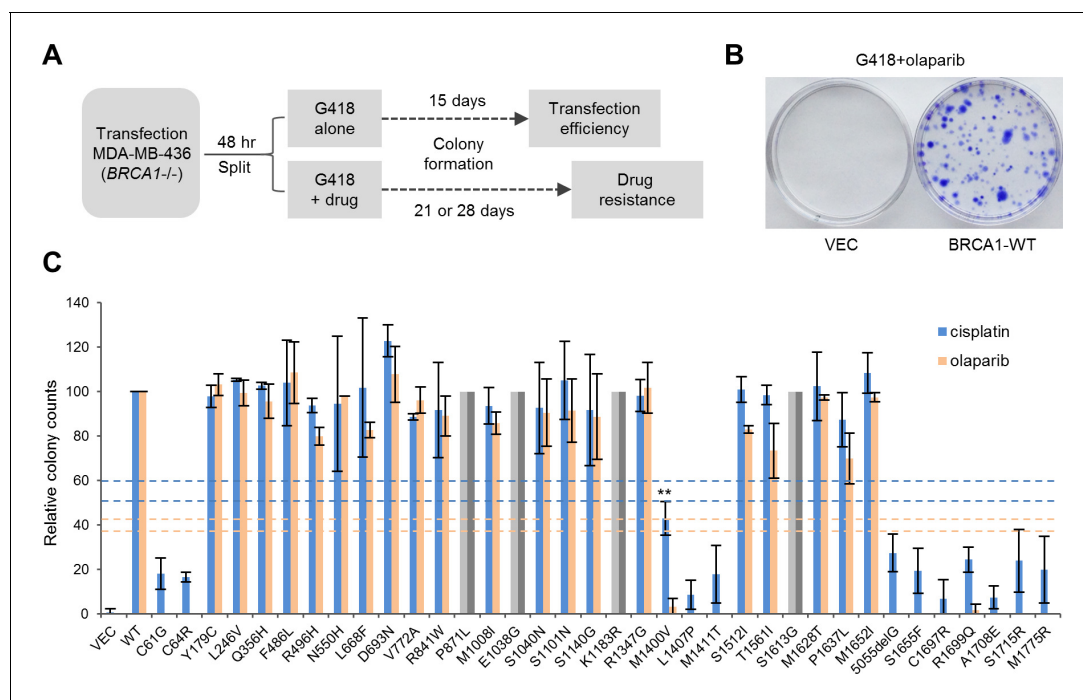 A
Transfection
MDA-MB-436
(BRCA1-/-)
48 hr
Split
G418
alone
15 days
Transfection
efficiency
Colony
formation
G418
+ drug
21 or 28 days
Drug
resistance
B
G418+olaparib
VEC
BRCA1-WT
C
Relative colony counts
140
120
100
80
60
40
20
0
cisplatin
olaparib
**
VEC
WT
C61G
C64R
Y179C
L246V
Q356H
F486L
R496H
N550H
L668F
D693N
V772A
R841W
P871L
M1008I
E1038G
S1040N
S1101N
S1140G
K1183R
R1347G
M1400V
L1407P
M1411T
S1512I
T1561I
S1613G
M1628T
P1637L
M1652I
5055delG
S1655F
C1697R
R1699Q
A1708E
S1715R
M1775R